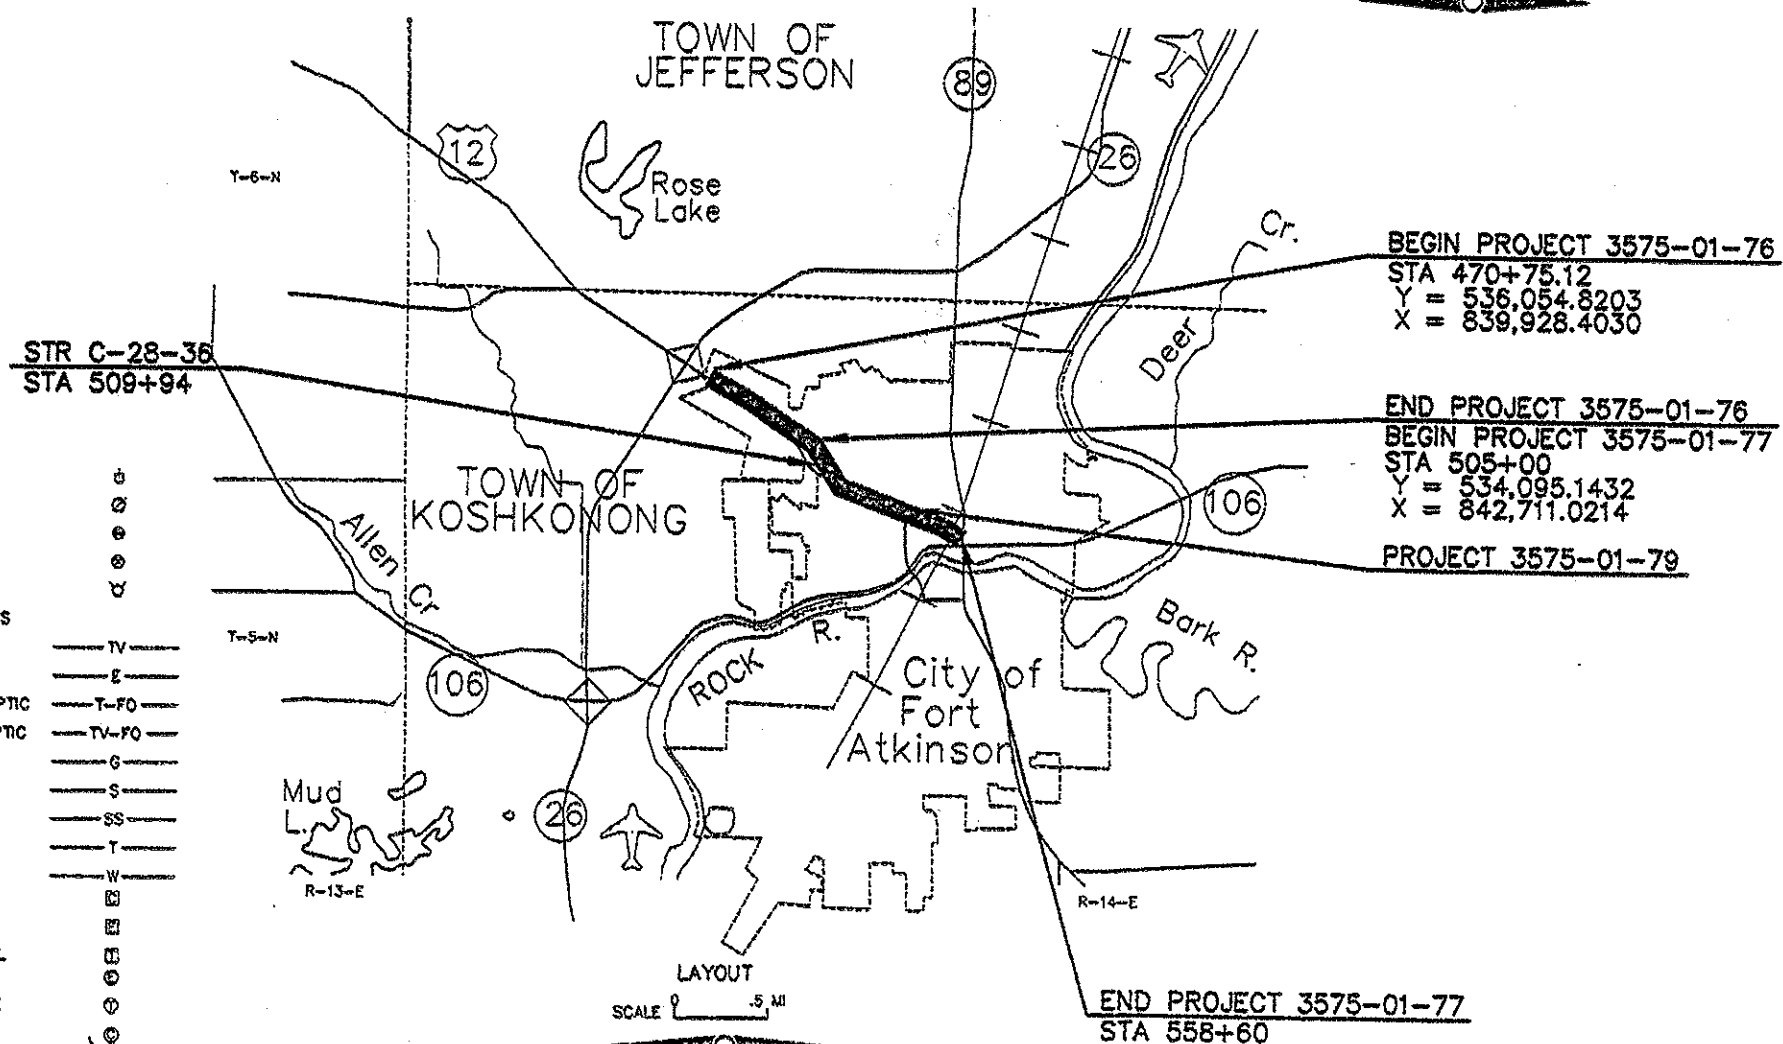 TOWN OF
JEFFERSON
89
12
26
Y=6=N
Rose
Lake
Cr.
Deer
BEGIN PROJECT 3575-01-76
STA 470+75.12
Y = 536,054.8203
X = 839,928.4030
STR C-28-36
STA 509+94
END PROJECT 3575-01-76
BEGIN PROJECT 3575-01-77
STA 505+00
Y = 534,095.1432
X = 842,711.0214
TOWN OF
KOSHKONONG
106
PROJECT 3575-01-79
Allen
Cr
Bark R.
S
T=5=N
TV
E
PTIC T-FO
PTIC TV-FO
G
S
SS
T
W
106
ROCK
R.
City of
Fort
Atkinson
Mud
L.
26
R-13-E
R-14-E
LAYOUT
SCALE 0 .5 MI
END PROJECT 3575-01-77
STA 558+60